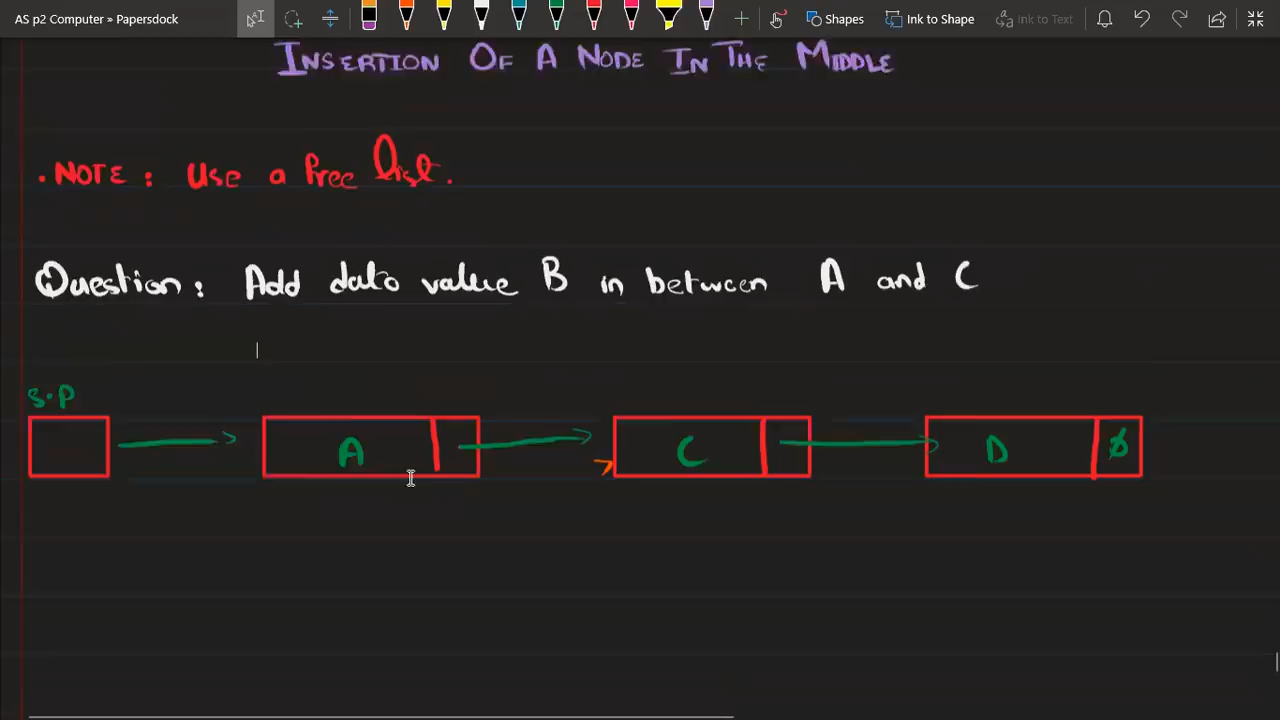 AS p2 Computer » Papersdock
Shapes
Ink to Shape
Ink to Text
INSERTION OF A NODE IN THE MIDDLE
. NOTE : Use a free list.
Question : Add data value B in between A and C
S.P
A C D Ø